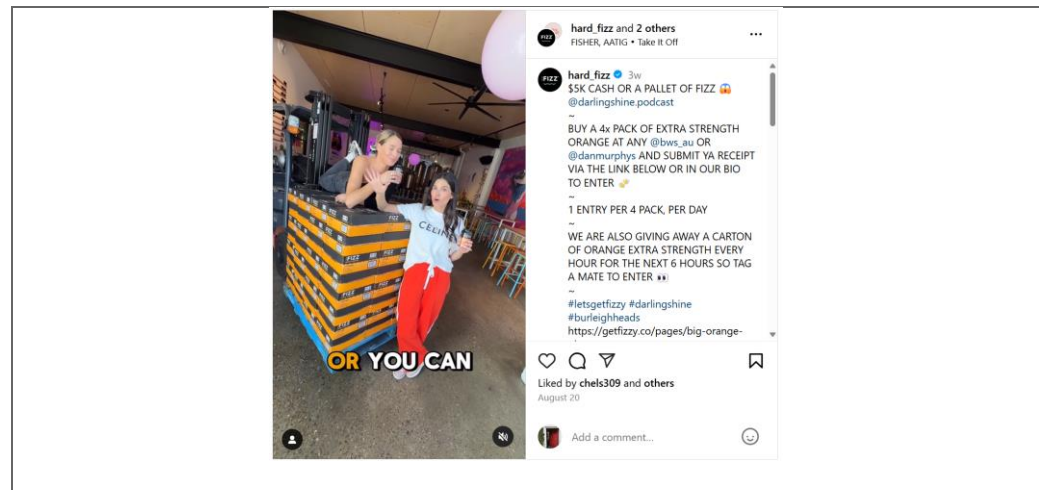 hard_fizz and 2 others
FISHER, AATIG • Take It Off
FIZZ
hard_fizz 3w
$5K CASH OR A PALLET OF FIZZ 😱
@darlingshine.podcast
~
BUY A 4x PACK OF EXTRA STRENGTH
ORANGE AT ANY @bws_au OR
@danmurphys AND SUBMIT YA RECEIPT
VIA THE LINK BELOW OR IN OUR BIO
TO ENTER
~
1 ENTRY PER 4 PACK, PER DAY
~
WE ARE ALSO GIVING AWAY A CARTON
OF ORANGE EXTRA STRENGTH EVERY
HOUR FOR THE NEXT 6 HOURS SO TAG
A MATE TO ENTER 👀
~
#letsgetfizzy #darlingshine
#burleighheads
https://getfizzy.co/pages/big-orange-
Liked by chels309 and others
August 20
Add a comment...
CELINE
FIZZ
OR YOU CAN